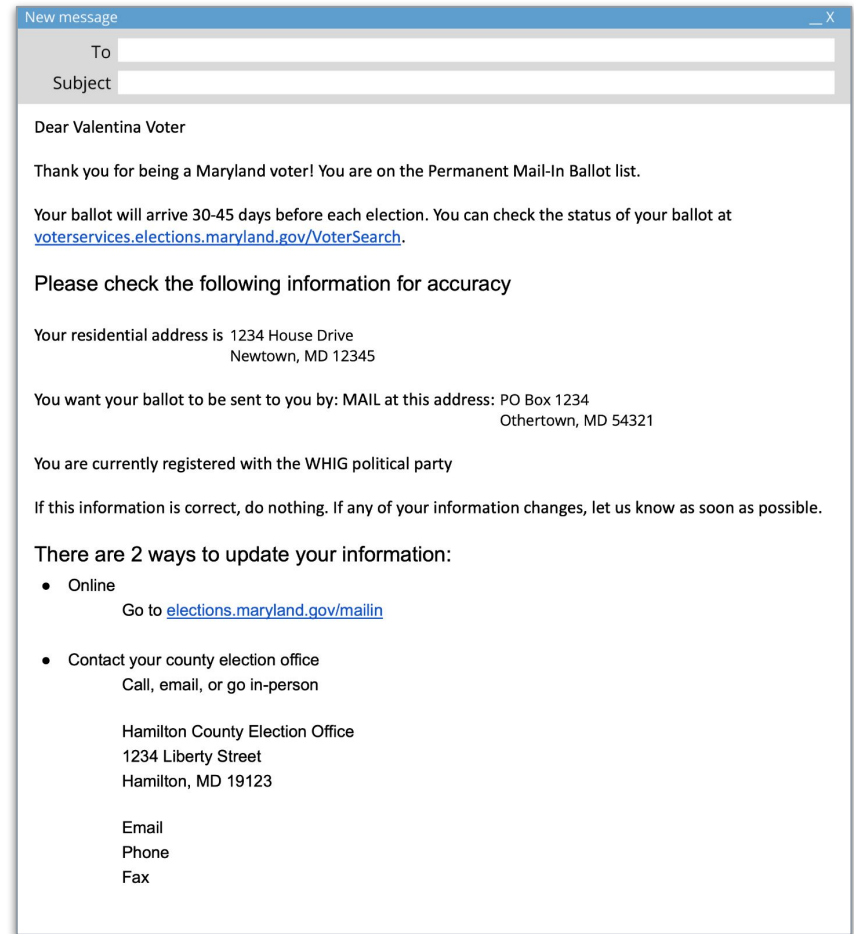 New message __ X
To
Subject
Dear Valentina Voter
Thank you for being a Maryland voter! You are on the Permanent Mail-In Ballot list.
Your ballot will arrive 30-45 days before each election. You can check the status of your ballot at
voterservices.elections.maryland.gov/VoterSearch.
Please check the following information for accuracy
Your residential address is 1234 House Drive
Newtown, MD 12345
You want your ballot to be sent to you by: MAIL at this address: PO Box 1234
Othertown, MD 54321
You are currently registered with the WHIG political party
If this information is correct, do nothing. If any of your information changes, let us know as soon as possible.
There are 2 ways to update your information:
● Online
Go to elections.maryland.gov/mailin
● Contact your county election office
Call, email, or go in-person
Hamilton County Election Office
1234 Liberty Street
Hamilton, MD 19123
Email
Phone
Fax